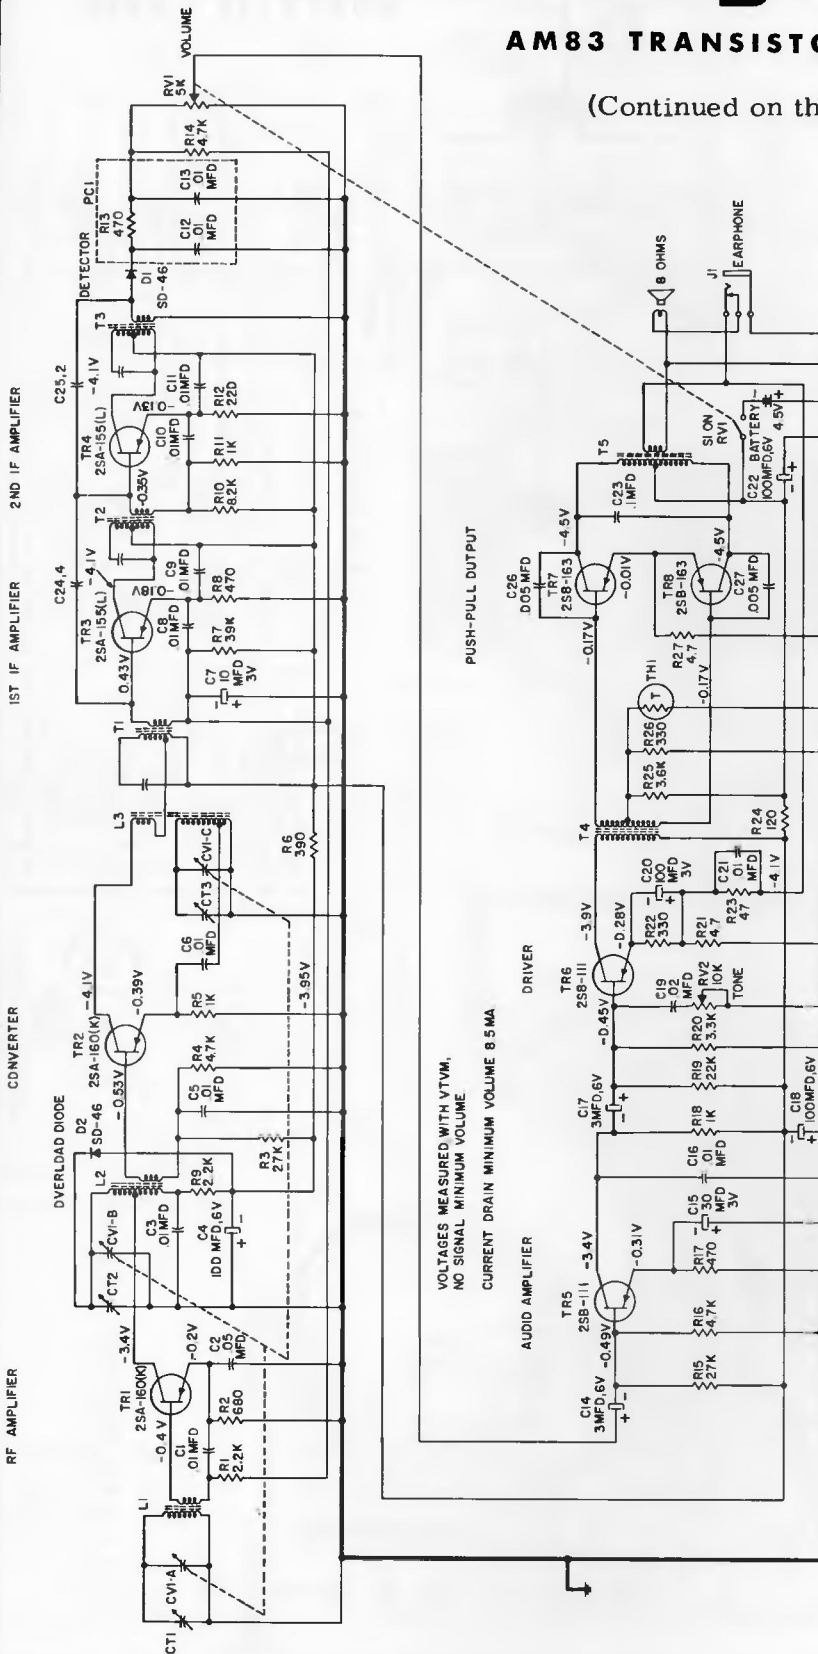 AM83 TRANSISTO
(Continued on th
RF AMPLIFIER
CONVERTER
1ST IF AMPLIFIER
2ND IF AMPLIFIER
L1
CT1
CV1-A
R1
2.2K
C1
.01MFD
R2
680
C2
.05
MFD
-0.4V
TR1
2SA-160(K)
-3.4V
-0.2V
CT2
CV1-B
L2
C3
.01MFD
C4
100 MFD,6V
-
+
R9
2.2K
OVERLOAD DIODE
D2
SD-46
R3
27K
C5
.01
MFD
R4
4.7K
R5
1K
-0.53V
TR2
2SA-160(K)
-4.1V
-0.39V
C6
.01
MFD
-3.95V
CT3
CV1-C
L3
R6
390
T1
C7
10
MFD
3V
-
+
C8
.01MFD
R7
39K
R8
470
C9
.01MFD
0.43V
TR3
2SA-155(L)
-4.1V
-0.18V
C24,4
T2
R10
8.2K
R11
1K
C10
.01MFD
R12
220
C11
.01MFD
-0.35V
TR4
2SA-155(L)
-0.13V
-4.1V
C25,2
T3
DETECTOR
D1
SD-46
PC1
R13
470
C12
.01
MFD
C13
.01
MFD
R14
4.7K
RV1
5K
VOLUME
VOLTAGES MEASURED WITH VTVM,
NO SIGNAL MINIMUM VOLUME
CURRENT DRAIN MINIMUM VOLUME 8.5MA
AUDIO AMPLIFIER
DRIVER
PUSH-PULL OUTPUT
C14
3MFD,6V
+
-
R15
27K
R16
4.7K
-0.49V
TR5
2SB-111
-3.4V
-0.31V
R17
470
C15
30
MFD
3V
-
+
C16
.01
MFD
R18
1K
C17
3MFD,6V
+
-
C18
100MFD,6V
-
+
R19
22K
R20
3.3K
C19
.02
MFD
RV2
10K
TONE
-0.45V
TR6
2SB-111
-3.9V
-0.28V
R22
330
C20
100
MFD
3V
-
+
R21
4.7
R23
47
C21
.01
MFD
-4.1V
R24
120
T4
R25
3.6K
R26
330
T
TH1
R27
4.7
-0.17V
-0.17V
C26
.005 MFD
TR7
2SB-163
-4.5V
-0.01V
TR8
2SB-163
-4.5V
C27
.005 MFD
C23
.1MFD
T5
C22
100MFD,6V
-
+
S1 ON
RV1
BATTERY
4.5V
-
+
8 OHMS
J1
EARPHONE